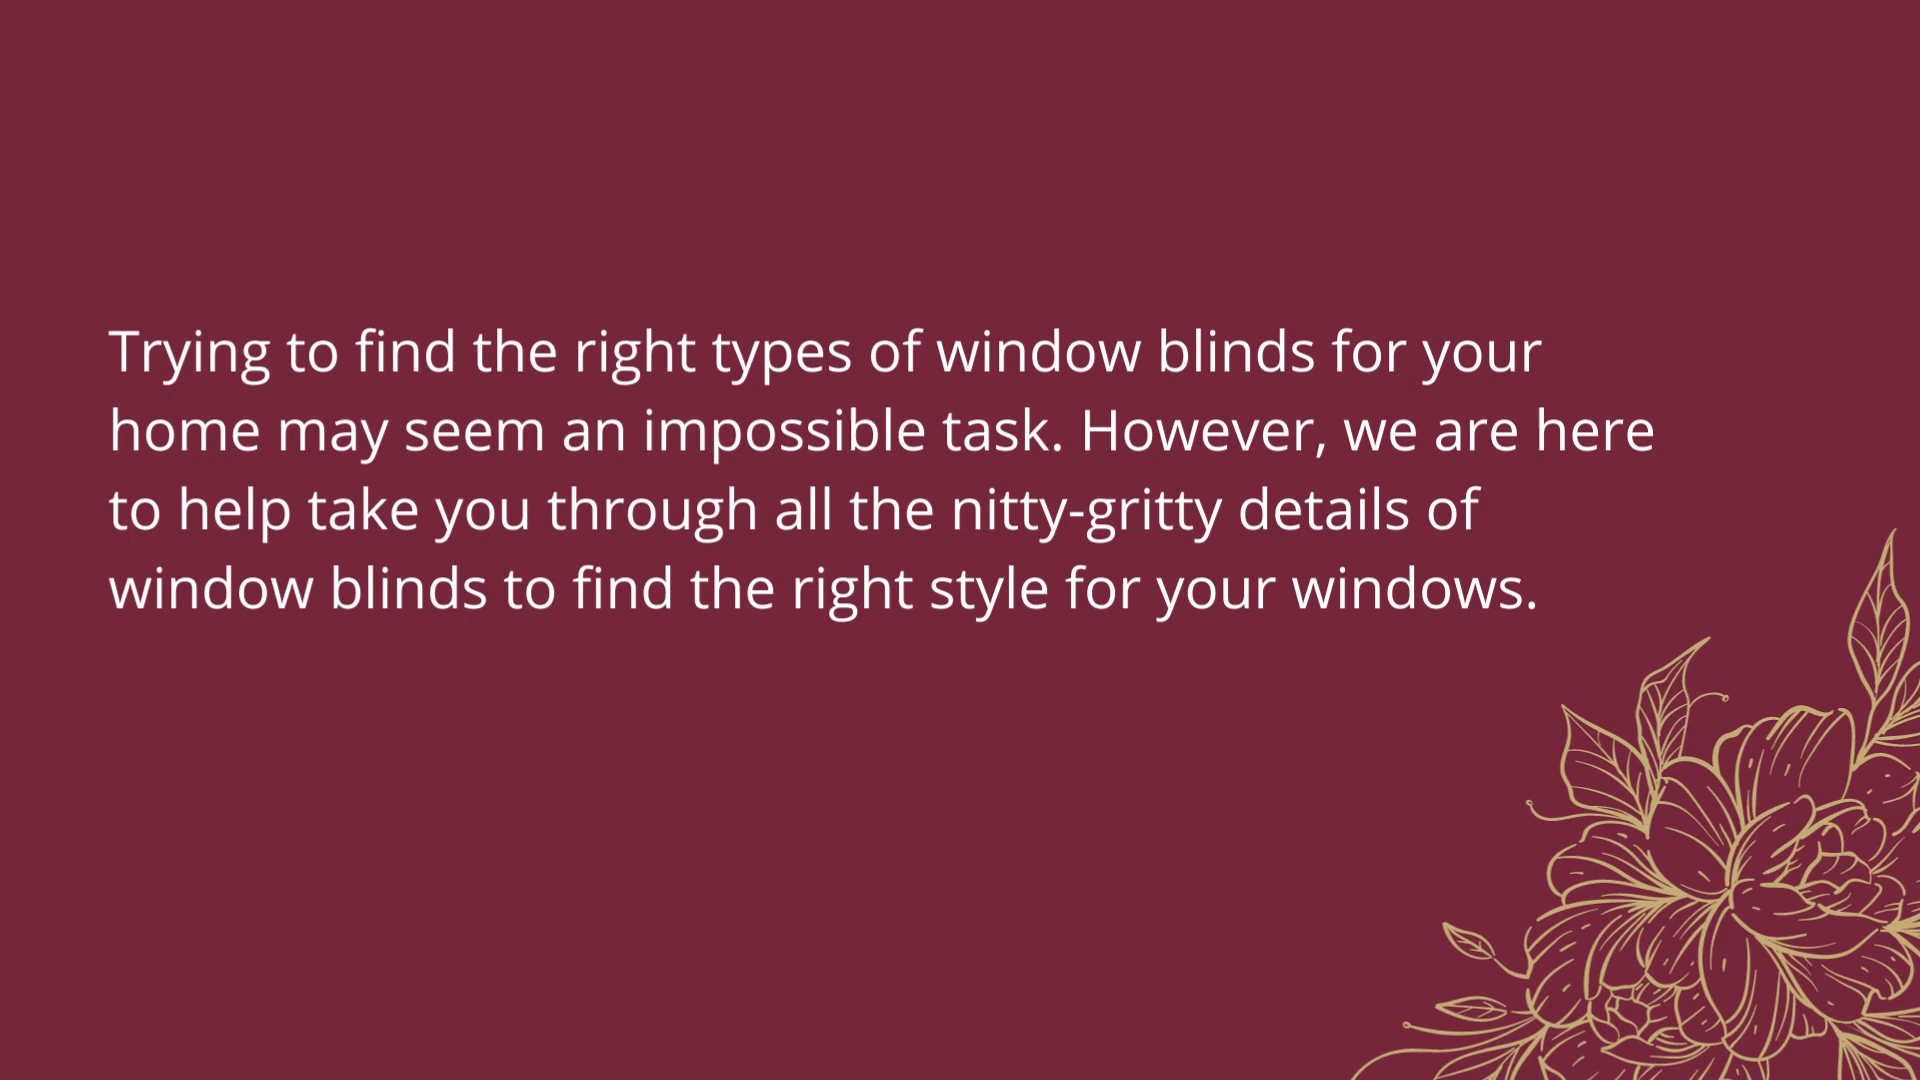 Trying to find the right types of window blinds for your
home may seem an impossible task. However, we are here
to help take you through all the nitty-gritty details of
window blinds to find the right style for your windows.